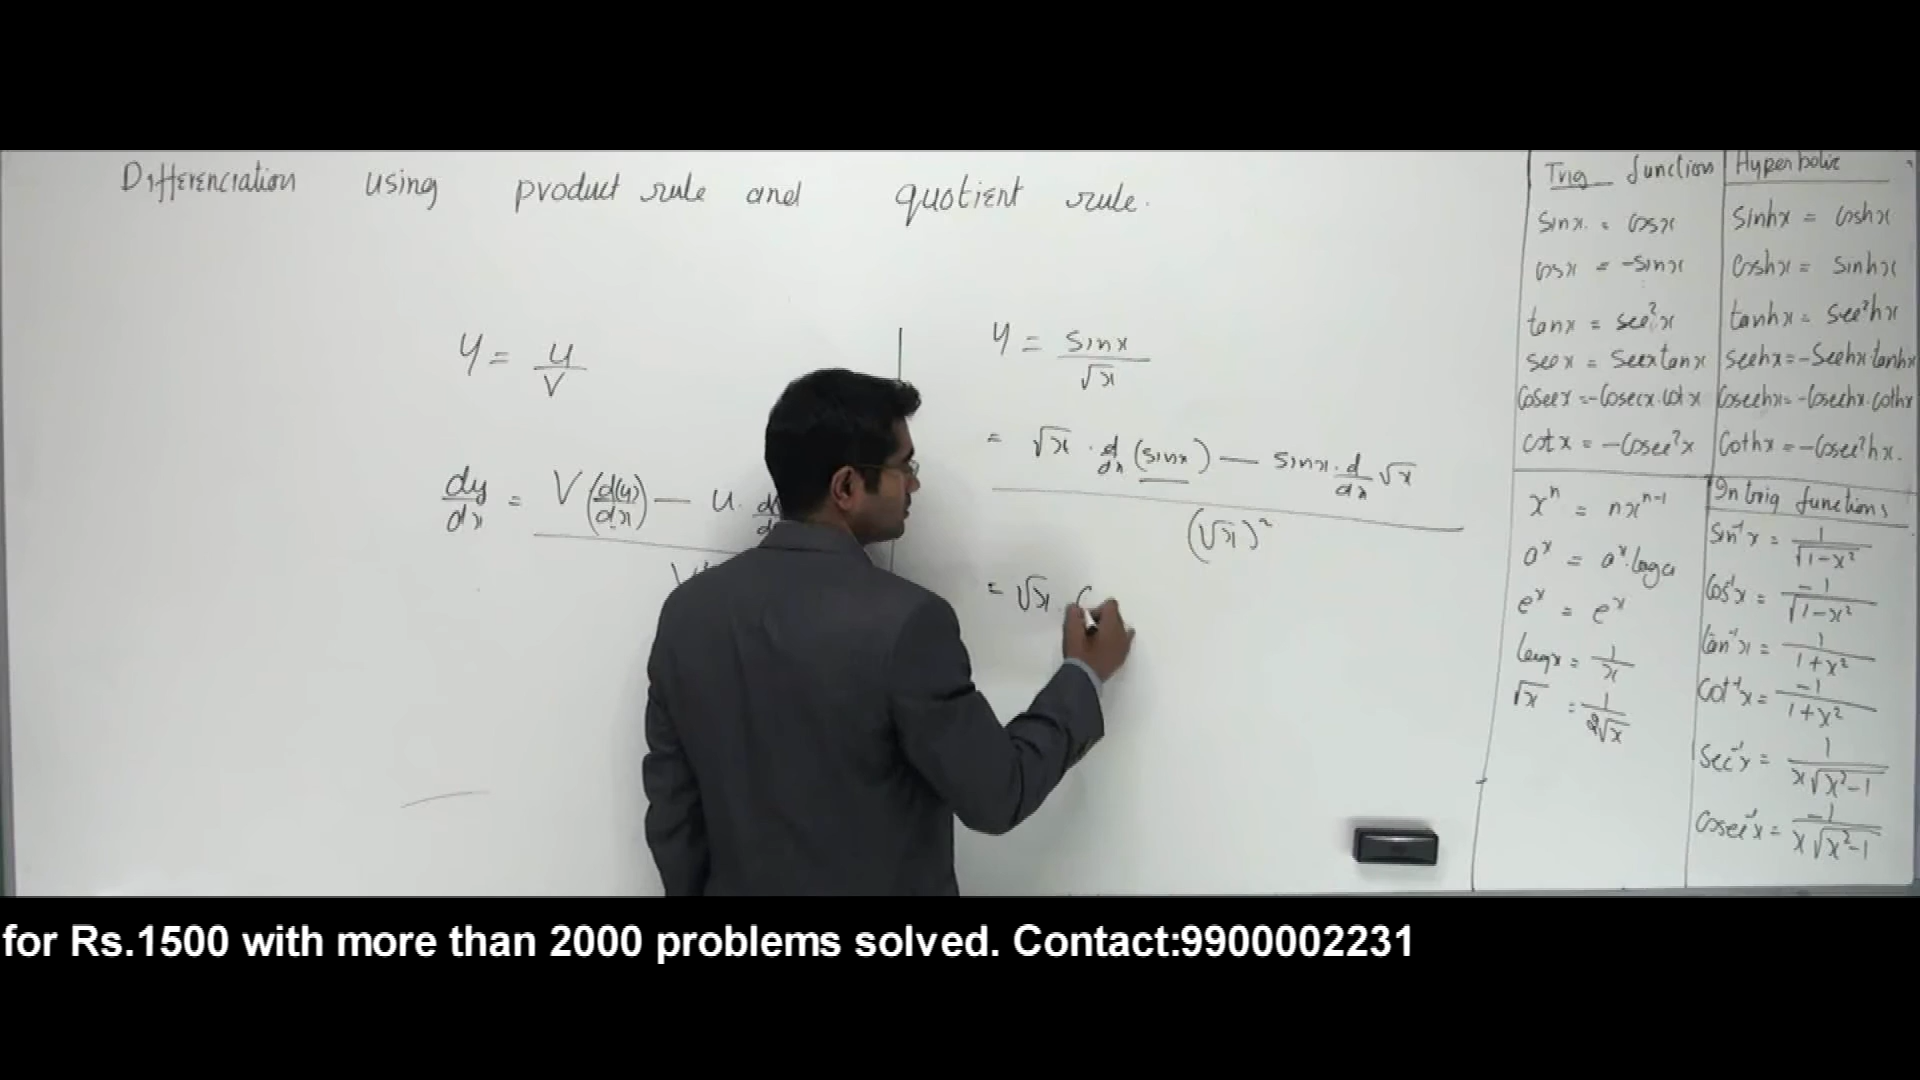 Differenciation using product rule and quotient rule.
y = u/v
dy/dx = V(d(u)/dx) — u.
y = sinx/√x
= √x · d/dx (sinx) — sinx · d/dx √x
(√x)²
= √x .
Trig function
sinx = cosx
cosx = -sinx
tanx = sec²x
secx = secxtanx
cosecx = -cosecx.cotx
cotx = -cosec²x
Hyperbolic
sinhx = coshx
coshx = sinhx
tanhx = sec²hx
sechx = -sechx.tanhx
cosechx = -cosechx.cothx
cothx = -cosec²hx.
xⁿ = nxⁿ⁻¹
aˣ = aˣ.loga
eˣ = eˣ
logx = 1/x
√x = 1/2√x
In trig functions
sin⁻¹x = 1/√1-x²
cos⁻¹x = -1/√1-x²
tan⁻¹x = 1/1+x²
cot⁻¹x = -1/1+x²
sec⁻¹x = 1/x√x²-1
cosec⁻¹x = -1/x√x²-1
for Rs.1500 with more than 2000 problems solved. Contact:9900002231